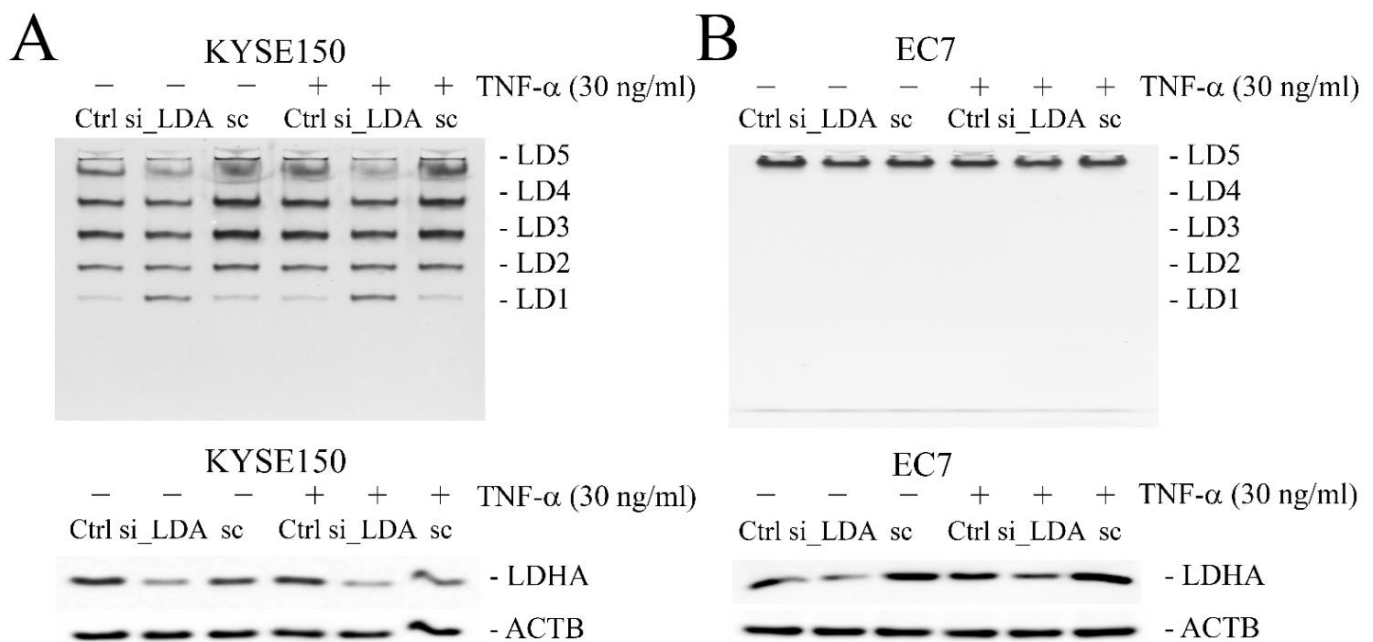 A
KYSE150
− − − + + + TNF-α (30 ng/ml)
Ctrl si_LDA sc Ctrl si_LDA sc
- LD5
- LD4
- LD3
- LD2
- LD1
KYSE150
− − − + + + TNF-α (30 ng/ml)
Ctrl si_LDA sc Ctrl si_LDA sc
- LDHA
- ACTB
B
EC7
− − − + + + TNF-α (30 ng/ml)
Ctrl si_LDA sc Ctrl si_LDA sc
- LD5
- LD4
- LD3
- LD2
- LD1
EC7
− − − + + + TNF-α (30 ng/ml)
Ctrl si_LDA sc Ctrl si_LDA sc
- LDHA
- ACTB